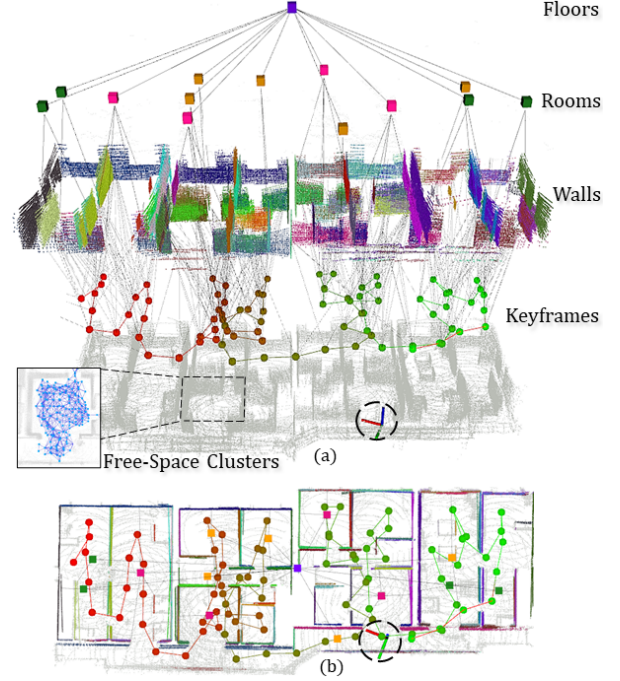 Floors
Rooms
Walls
Keyframes
Free-Space Clusters
(a)
(b)